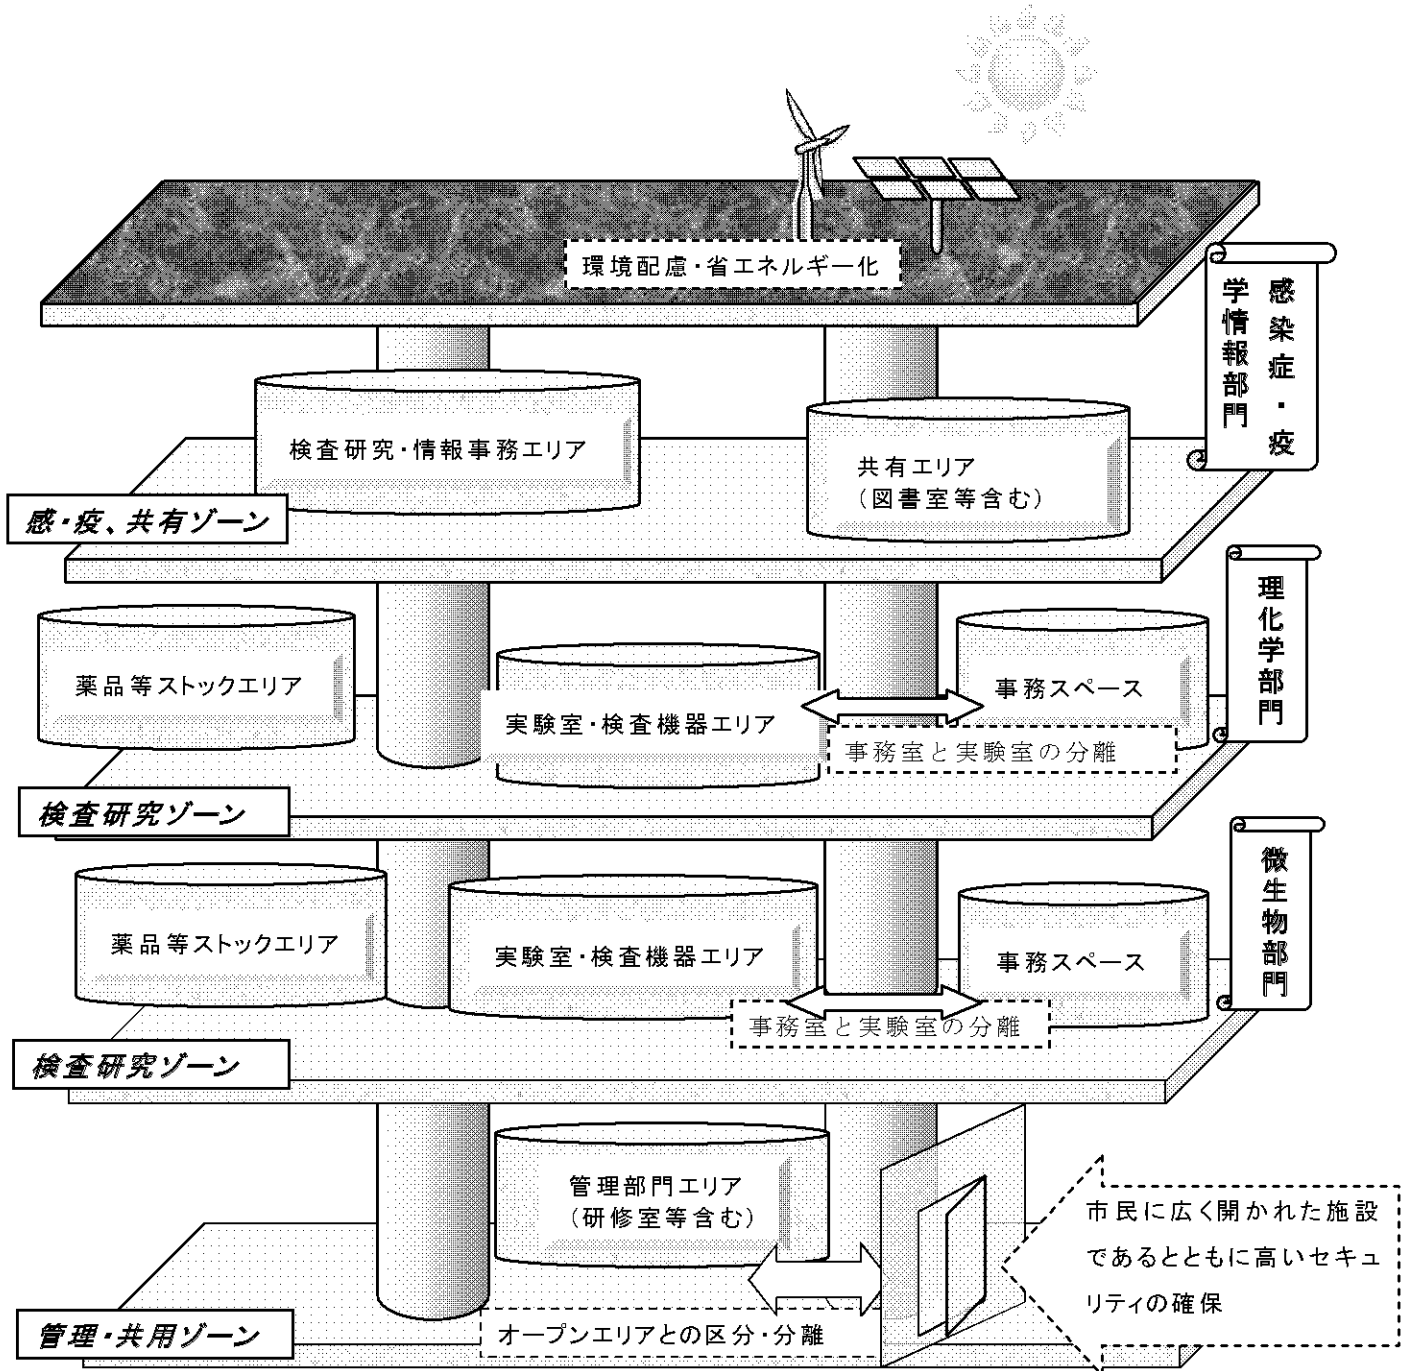 環境配慮・省エネルギー化
感染症・疫
学情報部門
検査研究・情報事務エリア
共有エリア
（図書室等含む）
感・疫、共有ゾーン
理化学部門
薬品等ストックエリア
実験室・検査機器エリア
事務スペース
事務室と実験室の分離
検査研究ゾーン
微生物部門
薬品等ストックエリア
実験室・検査機器エリア
事務スペース
事務室と実験室の分離
検査研究ゾーン
管理部門エリア
（研修室等含む）
市民に広く開かれた施設
であるとともに高いセキュ
リティの確保
オープンエリアとの区分・分離
管理・共用ゾーン